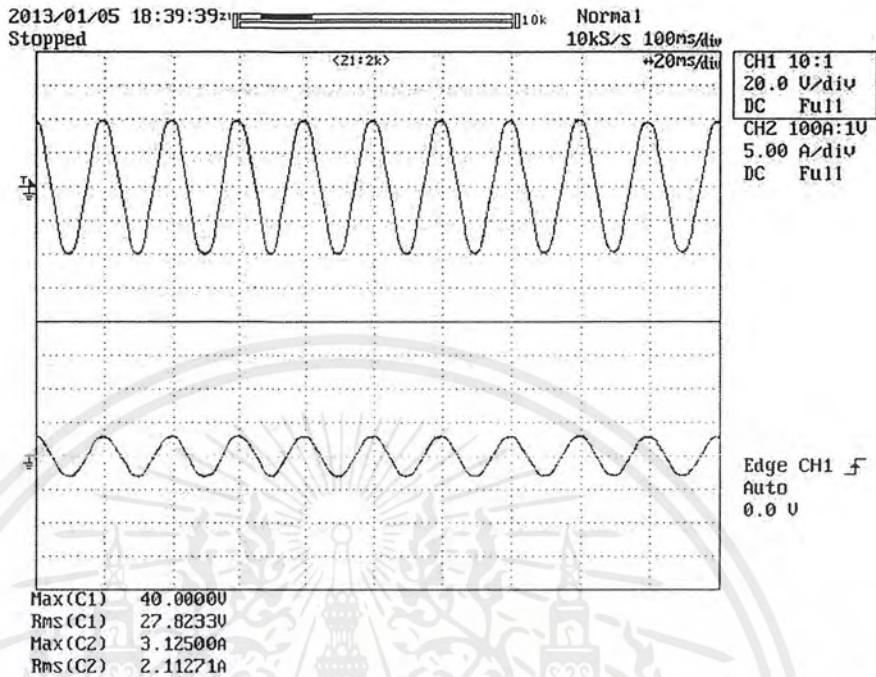 2013/01/05 18:39:39 10k Normal
Stopped 10kS/s 100ms/div
<<21:2k>> ↔20ms/div
CH1 10:1
20.0 V/div
DC Full
CH2 100A:1V
5.00 A/div
DC Full
T
Edge CH1
Auto
0.0 V
Max(C1) 40.0000V
Rms(C1) 27.8233V
Max(C2) 3.12500A
Rms(C2) 2.11271A